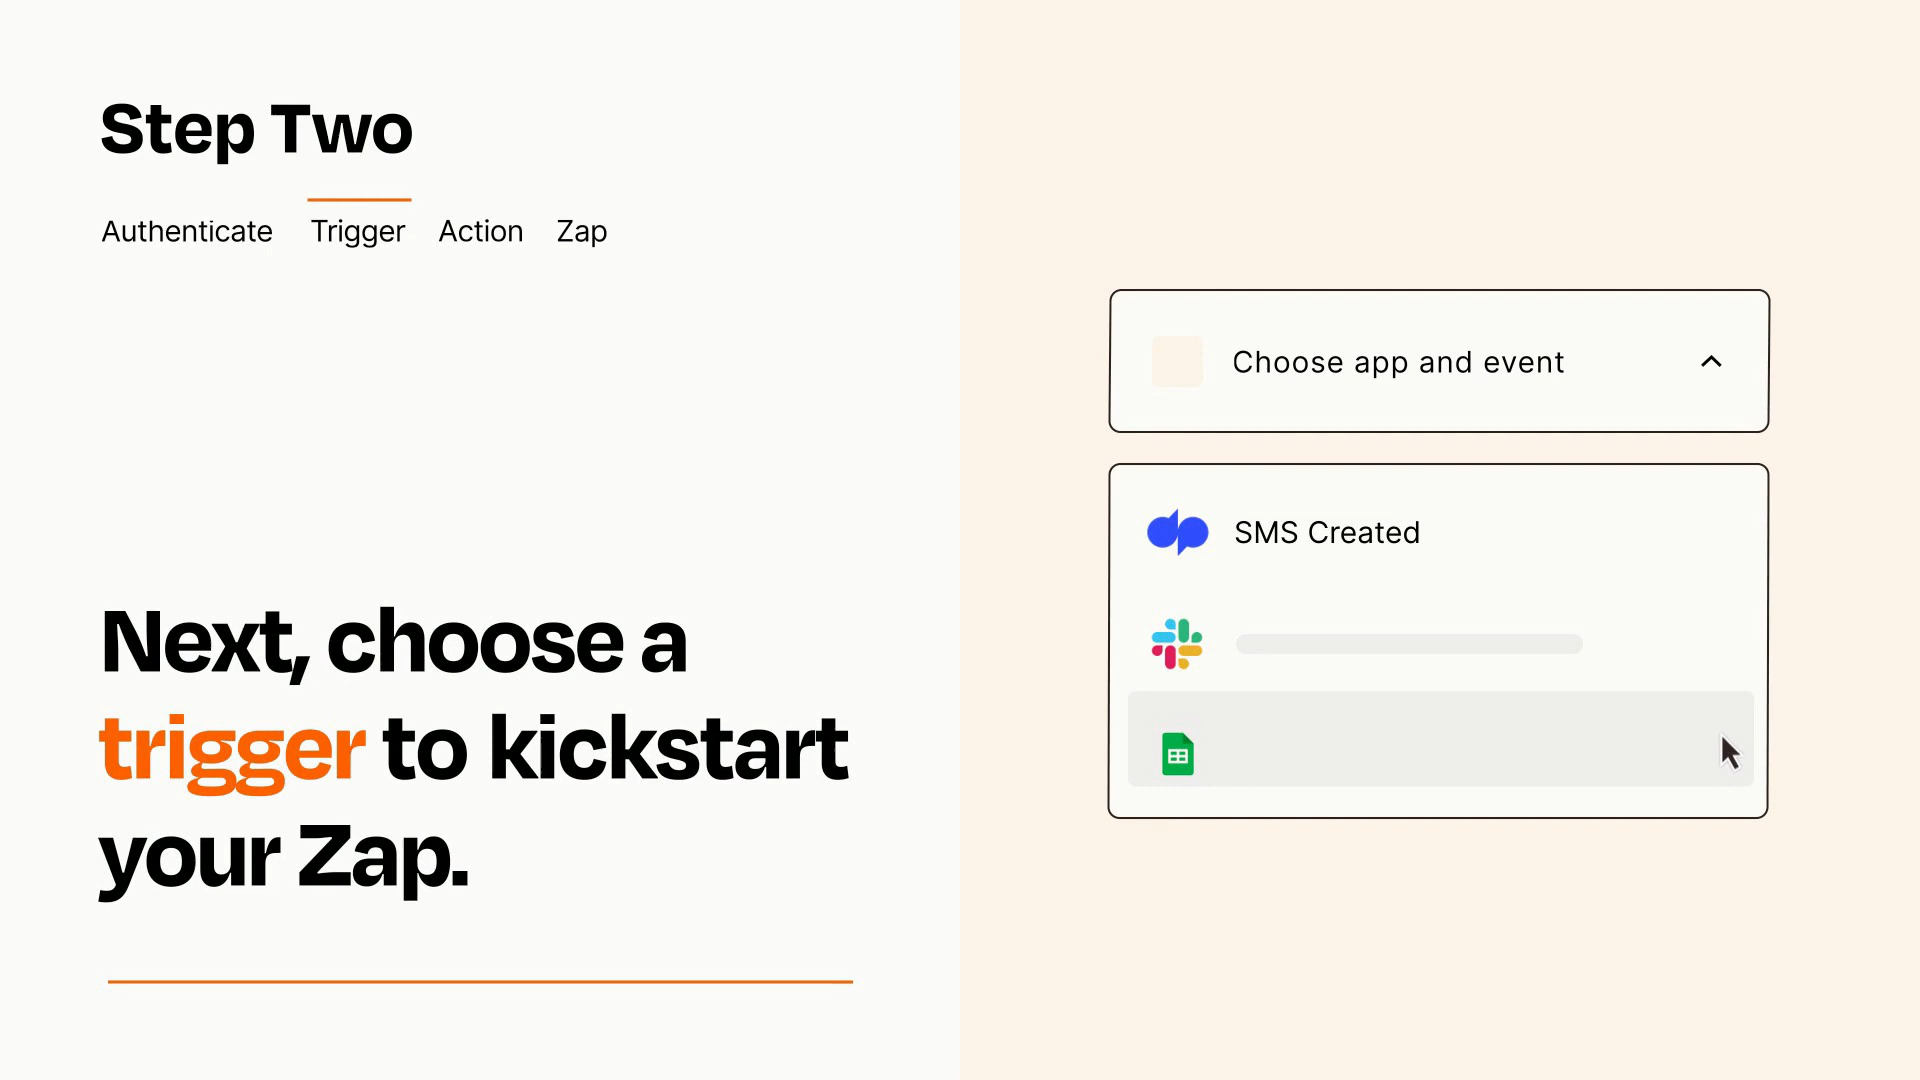 Step Two
Authenticate Trigger Action Zap
Next, choose a
trigger to kickstart
your Zap.
Choose app and event
SMS Created